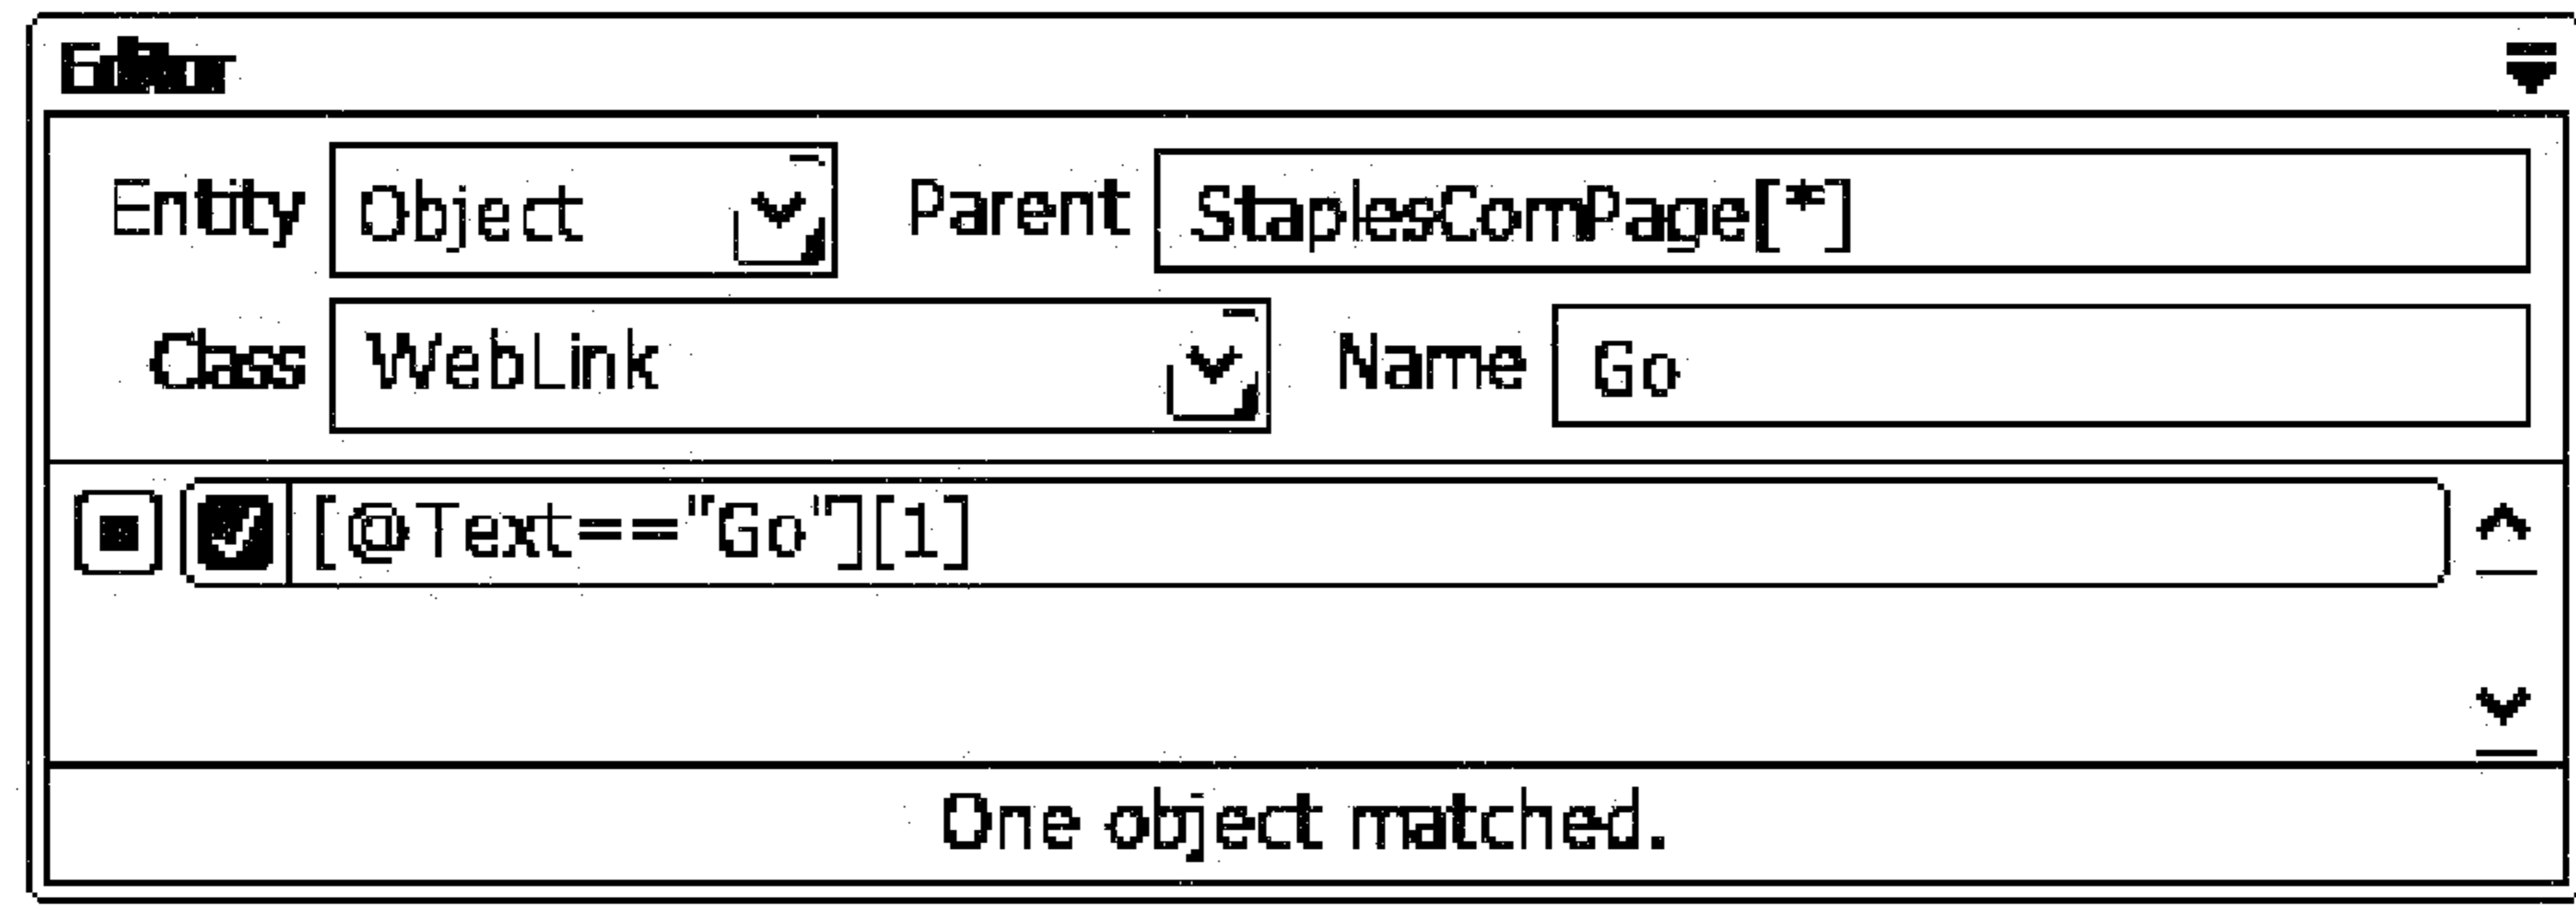 Editor
Entity Object Parent StaplesComPage[*]
Class WebLink Name Go
[@Text=="Go"][1]
One object matched.